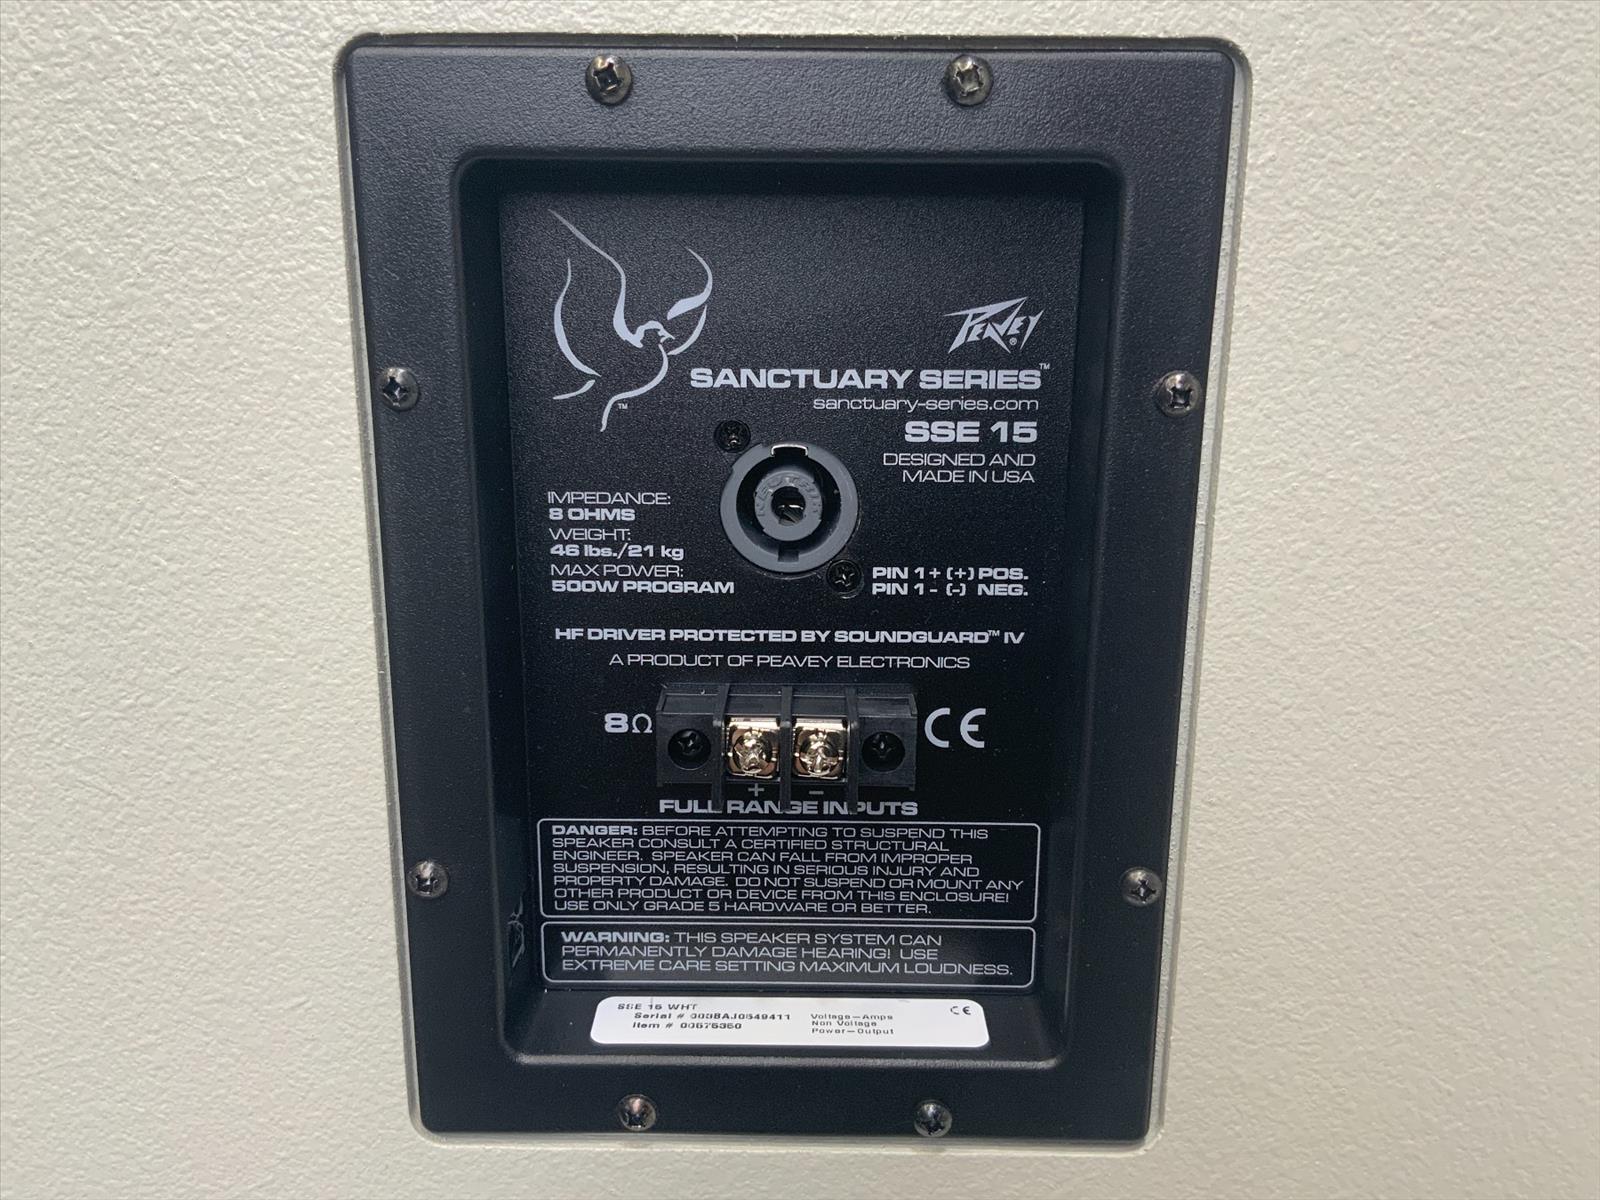 PEAVEY®
SANCTUARY SERIES™
sanctuary-series.com
SSE 15
DESIGNED AND
MADE IN USA
™
NEUTRIK
IMPEDANCE:
8 OHMS
WEIGHT:
46 lbs./21 kg
MAX POWER:
500W PROGRAM
PIN 1+ (+) POS.
PIN 1- (-) NEG.
HF DRIVER PROTECTED BY SOUNDGUARD™ IV
A PRODUCT OF PEAVEY ELECTRONICS
8Ω
CE
+ −
FULL RANGE INPUTS
DANGER: BEFORE ATTEMPTING TO SUSPEND THIS
SPEAKER CONSULT A CERTIFIED STRUCTURAL
ENGINEER. SPEAKER CAN FALL FROM IMPROPER
SUSPENSION, RESULTING IN SERIOUS INJURY AND
PROPERTY DAMAGE. DO NOT SUSPEND OR MOUNT ANY
OTHER PRODUCT OR DEVICE FROM THIS ENCLOSURE!
USE ONLY GRADE 5 HARDWARE OR BETTER.
WARNING: THIS SPEAKER SYSTEM CAN
PERMANENTLY DAMAGE HEARING! USE
EXTREME CARE SETTING MAXIMUM LOUDNESS.
SSE 15 WHT
Serial #
Item #
Voltage-Amps
Non Voltage
Power-Output
CE